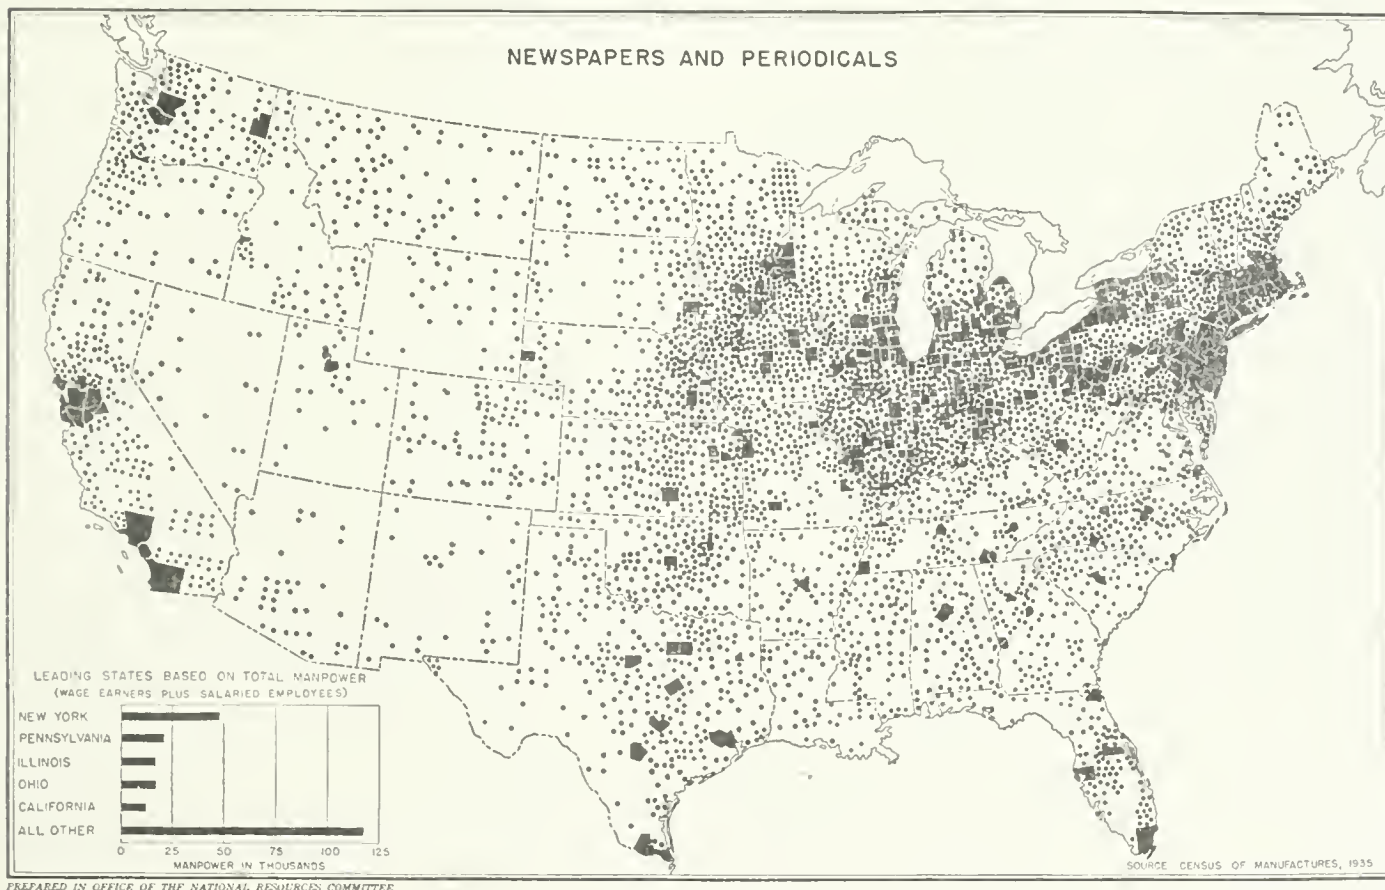 NEWSPAPERS AND PERIODICALS
LEADING STATES BASED ON TOTAL MANPOWER
(WAGE EARNERS PLUS SALARIED EMPLOYEES)
NEW YORK
PENNSYLVANIA
ILLINOIS
OHIO
CALIFORNIA
ALL OTHER
0 25 50 75 100 125
MANPOWER IN THOUSANDS
SOURCE CENSUS OF MANUFACTURES, 1935
PREPARED IN OFFICE OF THE NATIONAL RESOURCES COMMITTEE